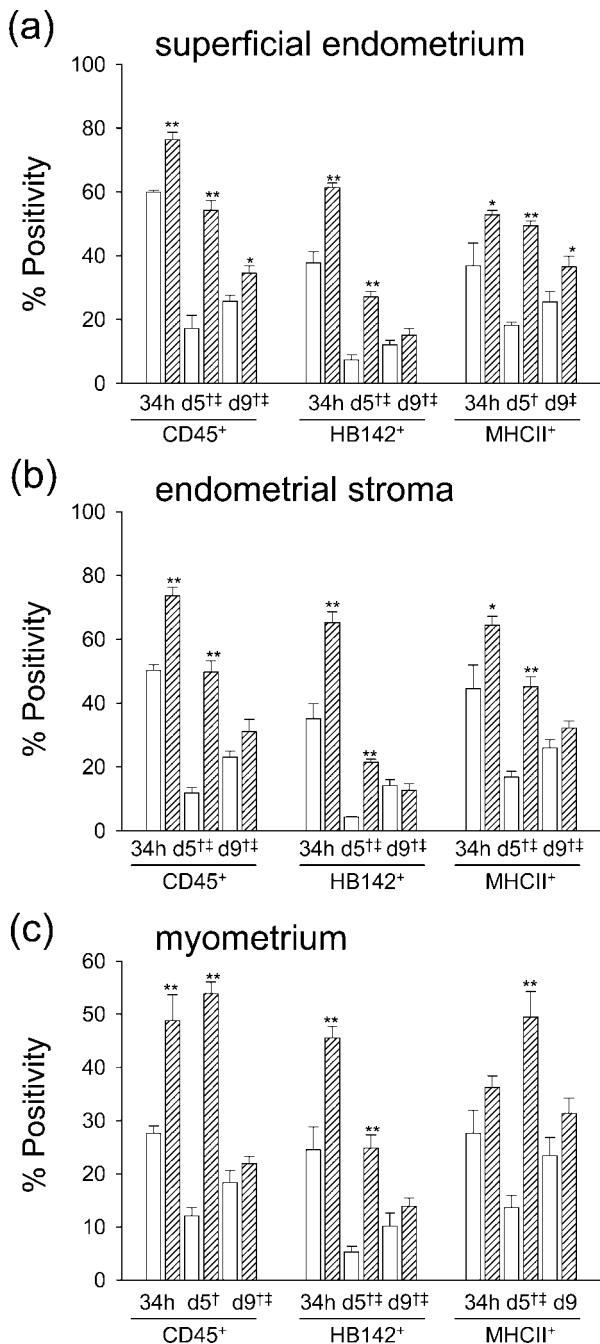 (a) superficial endometrium
100
80
60
40
20
0
% Positivity
** ** * ** ** * ** *
34h d5†‡ d9†‡ 34h d5†‡ d9†‡ 34h d5† d9‡
CD45⁺ HB142⁺ MHCII⁺
(b) endometrial stroma
100
80
60
40
20
0
% Positivity
** ** ** ** * **
34h d5†‡ d9†‡ 34h d5†‡ d9†‡ 34h d5†‡ d9†‡
CD45⁺ HB142⁺ MHCII⁺
(c) myometrium
60
50
40
30
20
10
0
% Positivity
** ** ** ** **
34h d5† d9†‡ 34h d5†‡ d9†‡ 34h d5†‡ d9
CD45⁺ HB142⁺ MHCII⁺